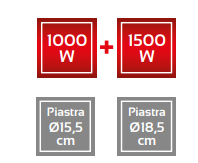 1000 + 1500
W W
Piastra Piastra
Ø15,5 Ø18,5
cm cm